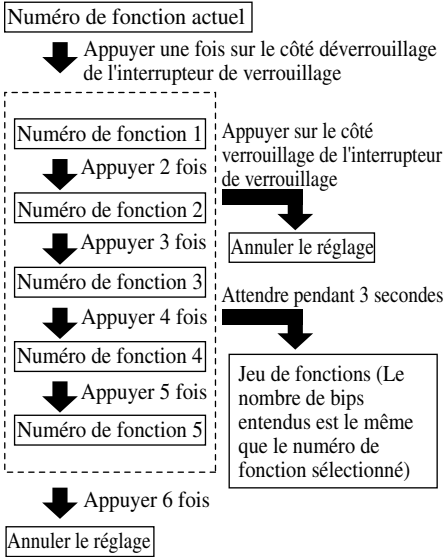 Numéro de fonction actuel
Appuyer une fois sur le côté déverrouillage
de l'interrupteur de verrouillage
Numéro de fonction 1
Appuyer 2 fois
Numéro de fonction 2
Appuyer 3 fois
Numéro de fonction 3
Appuyer 4 fois
Numéro de fonction 4
Appuyer 5 fois
Numéro de fonction 5
Appuyer sur le côté
verrouillage de l'interrupteur
de verrouillage
Annuler le réglage
Attendre pendant 3 secondes
Jeu de fonctions (Le
nombre de bips
entendus est le même
que le numéro de
fonction sélectionné)
Appuyer 6 fois
Annuler le réglage